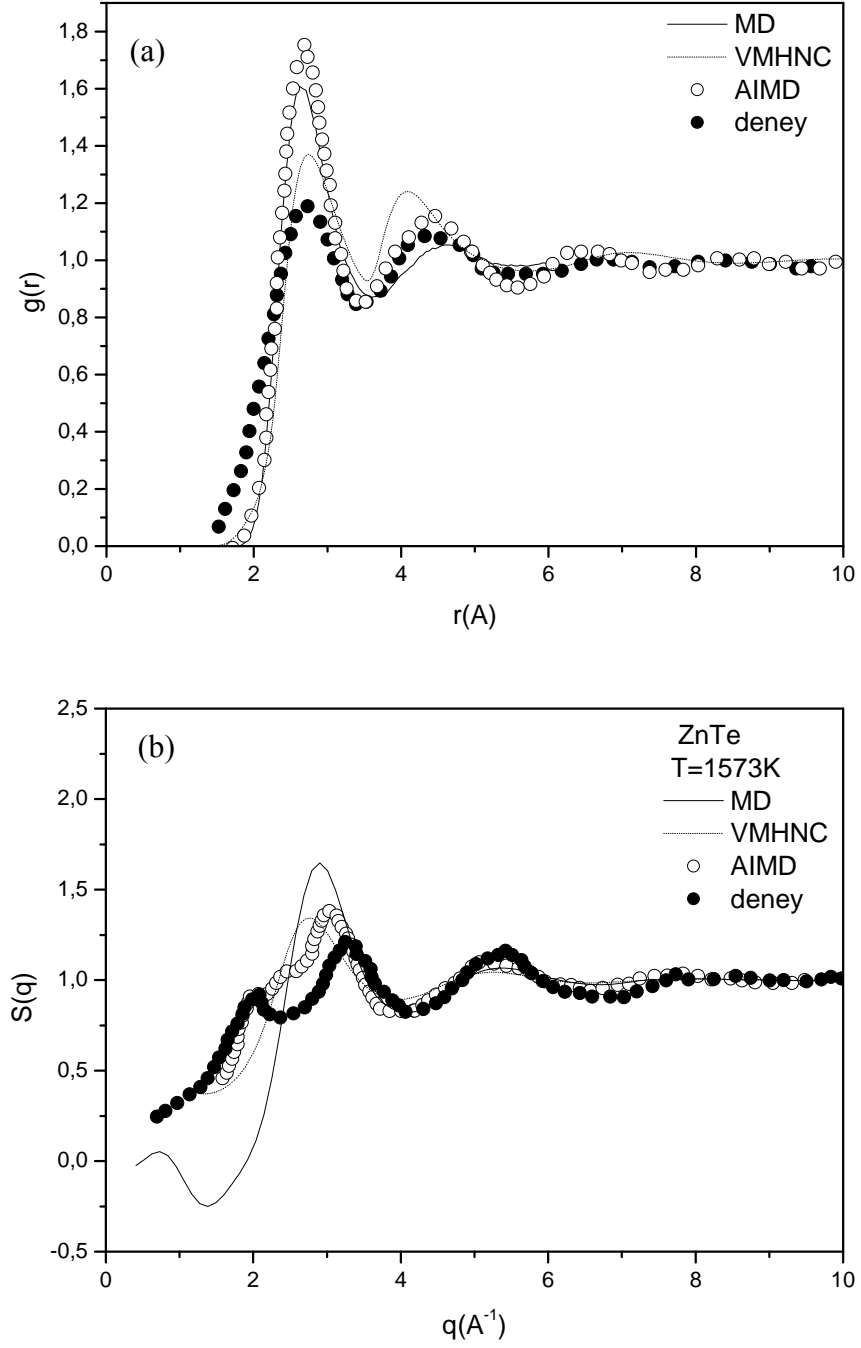 (a)
MD
VMHNC
AIMD
deney
1,8
1,6
1,4
1,2
1,0
0,8
0,6
0,4
0,2
0,0
g(r)
0
2
4
6
8
10
r(A)
(b)
ZnTe
T=1573K
MD
VMHNC
AIMD
deney
2,5
2,0
1,5
1,0
0,5
0,0
-0,5
S(q)
0
2
4
6
8
10
q(A⁻¹)